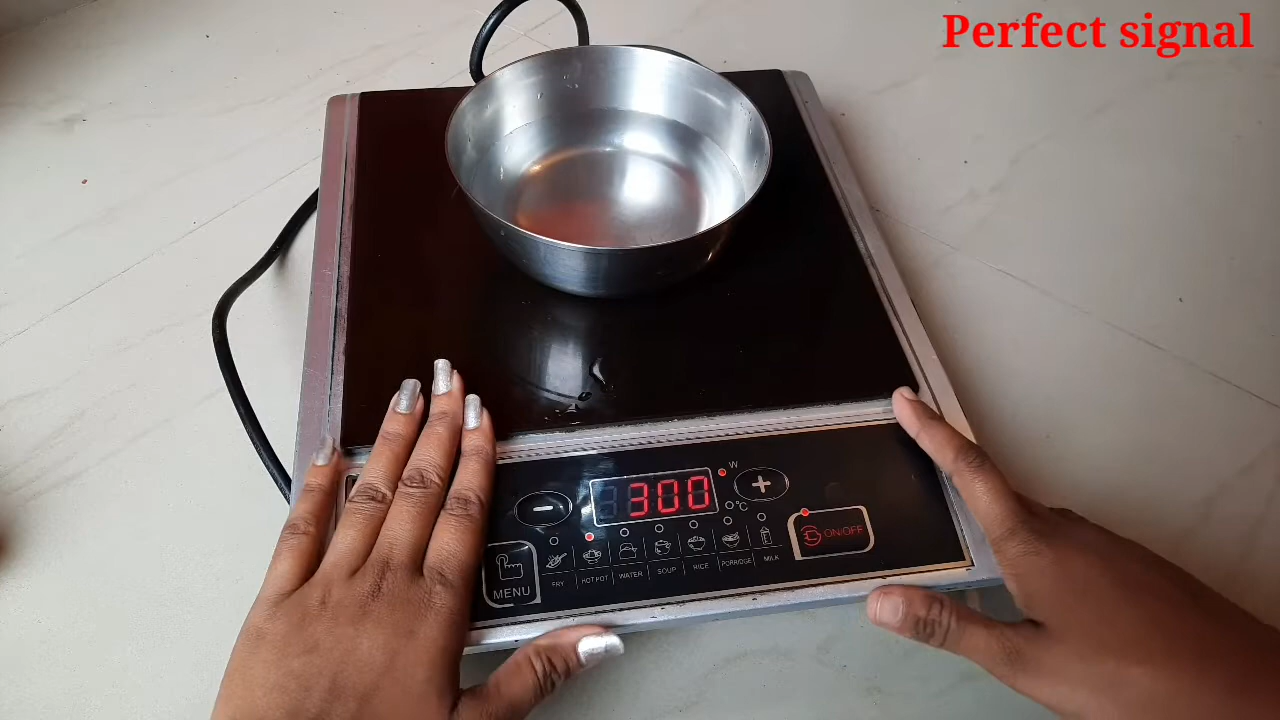 Perfect signal
300
W
°C
ON/OFF
MENU
FRY
HOT POT
WATER
SOUP
RICE
PORRIDGE
MILK